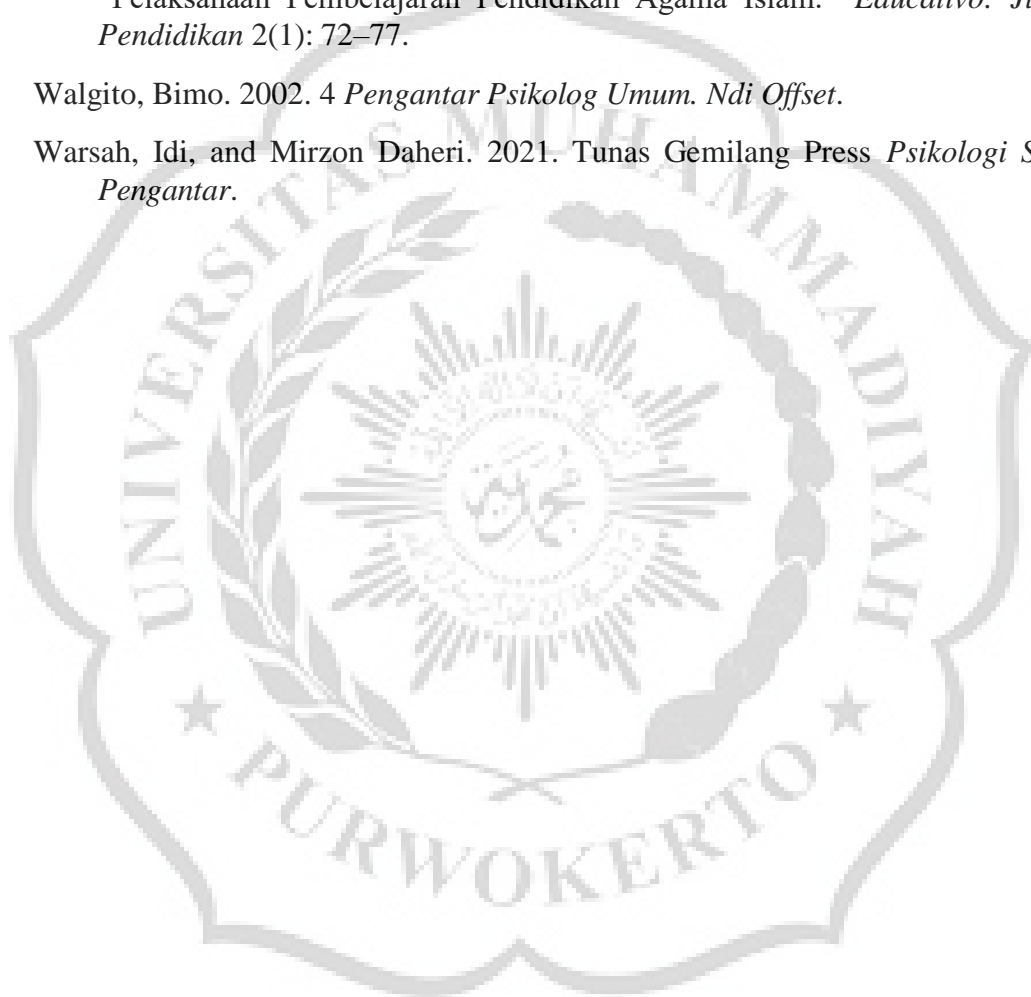 Pelaksanaan Pembelajaran Pendidikan Agama Islam.” Educativo:
Pendidikan 2(1): 72–77.
Walgito, Bimo. 2002. 4 Pengantar Psikolog Umum. Ndi Offset.
Warsah, Idi, and Mirzon Daheri. 2021. Tunas Gemilang Press Psikologi S
Pengantar.
UNIVERSITAS MUHAMMADIYAH
PURWOKERTO